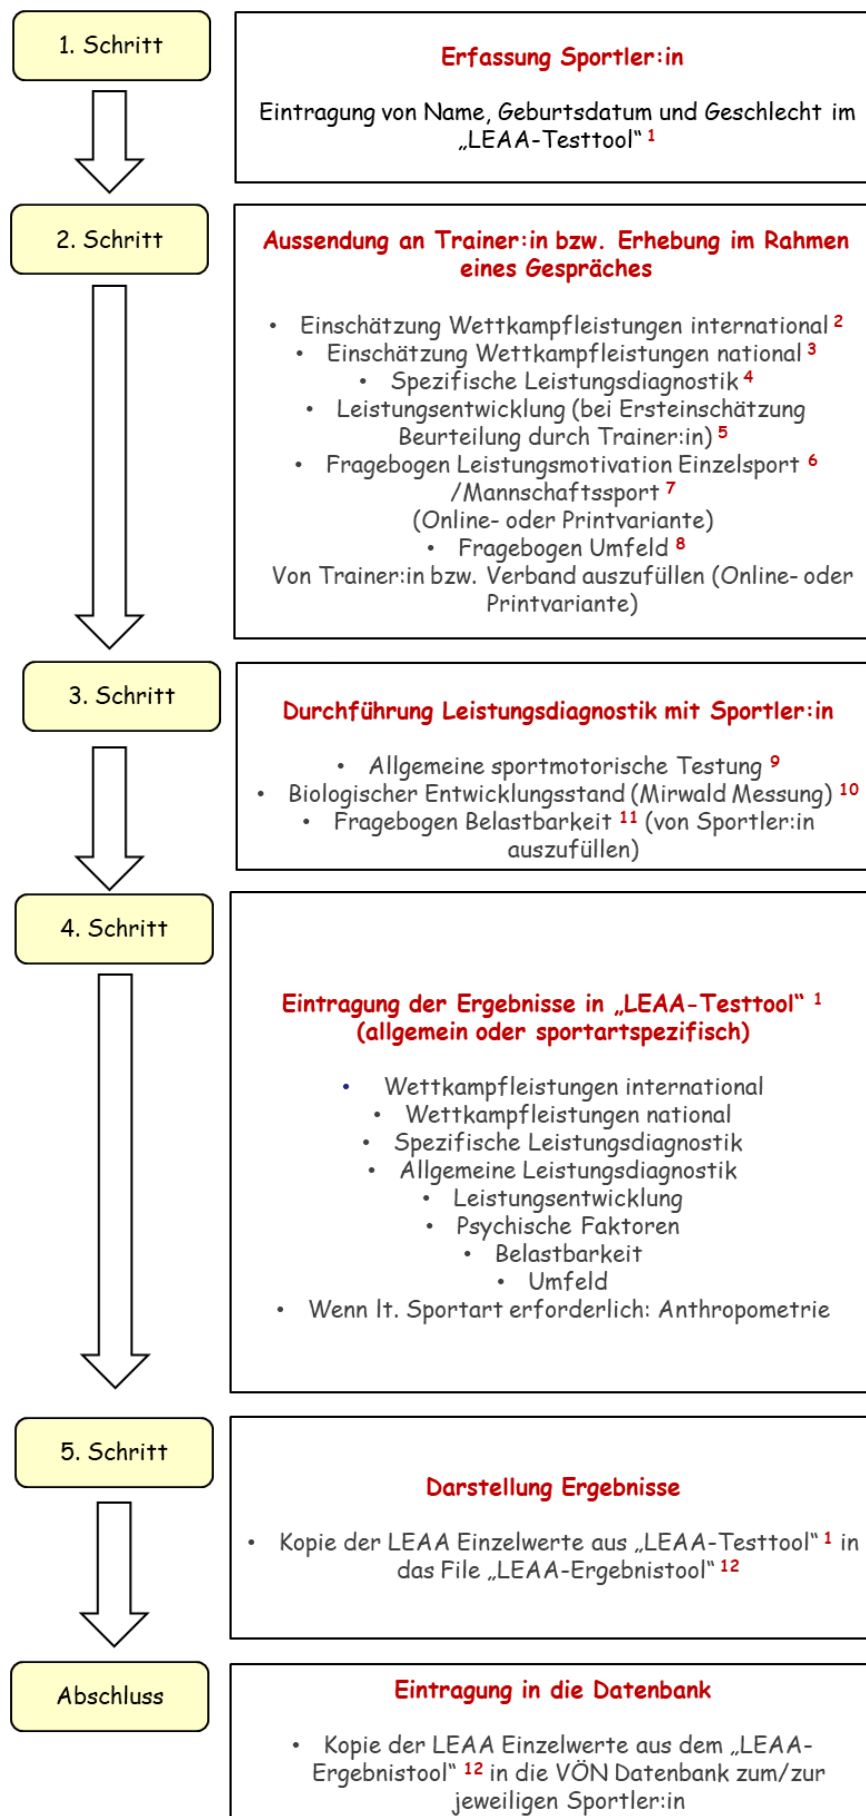 1. Schritt
Erfassung Sportler:in
Eintragung von Name, Geburtsdatum und Geschlecht im
„LEAA-Testtool“ 1
2. Schritt
Aussendung an Trainer:in bzw. Erhebung im Rahmen
eines Gespräches
• Einschätzung Wettkampfleistungen international 2
• Einschätzung Wettkampfleistungen national 3
• Spezifische Leistungsdiagnostik 4
• Leistungsentwicklung (bei Ersteinschätzung
Beurteilung durch Trainer:in) 5
• Fragebogen Leistungsmotivation Einzelsport 6
/Mannschaftssport 7
(Online- oder Printvariante)
• Fragebogen Umfeld 8
Von Trainer:in bzw. Verband auszufüllen (Online- oder
Printvariante)
3. Schritt
Durchführung Leistungsdiagnostik mit Sportler:in
• Allgemeine sportmotorische Testung 9
• Biologischer Entwicklungsstand (Mirwald Messung) 10
• Fragebogen Belastbarkeit 11 (von Sportler:in
auszufüllen)
4. Schritt
Eintragung der Ergebnisse in „LEAA-Testtool“ 1
(allgemein oder sportartspezifisch)
• Wettkampfleistungen international
• Wettkampfleistungen national
• Spezifische Leistungsdiagnostik
• Allgemeine Leistungsdiagnostik
• Leistungsentwicklung
• Psychische Faktoren
• Belastbarkeit
• Umfeld
• Wenn lt. Sportart erforderlich: Anthropometrie
5. Schritt
Darstellung Ergebnisse
• Kopie der LEAA Einzelwerte aus „LEAA-Testtool“ 1 in
das File „LEAA-Ergebnistool“ 12
Abschluss
Eintragung in die Datenbank
• Kopie der LEAA Einzelwerte aus dem „LEAA-
Ergebnistool“ 12 in die VÖN Datenbank zum/zur
jeweiligen Sportler:in